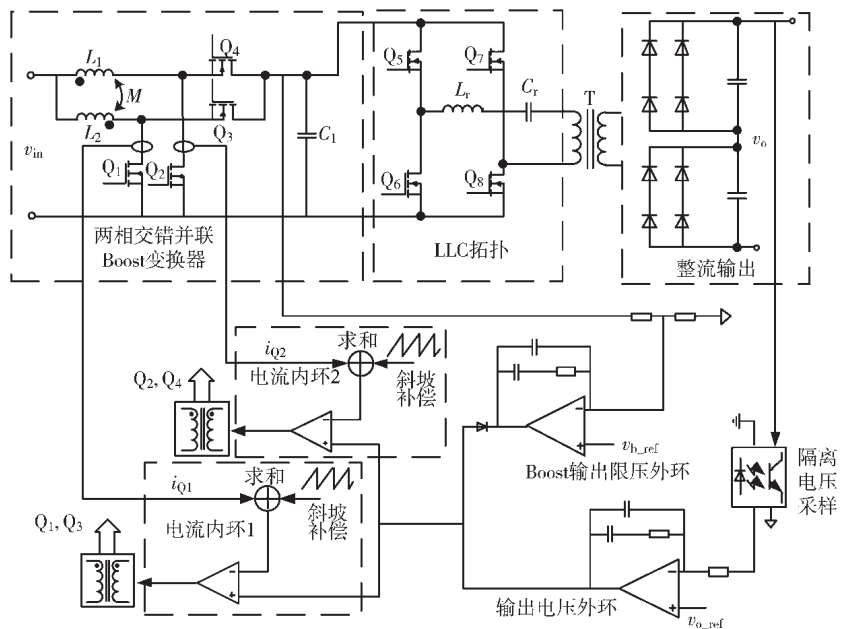 L1
M
L2
vin
Q1
Q2
Q4
Q3
C1
两相交错并联
Boost变换器
Q5
Q7
Lr
Cr
Q6
Q8
LLC拓扑
T
vo
整流输出
求和
iQ2
电流内环2
斜坡
补偿
Q2, Q4
求和
iQ1
电流内环1
斜坡
补偿
Q1, Q3
vb_ref
Boost输出限压外环
隔离
电压
采样
输出电压外环
vo_ref